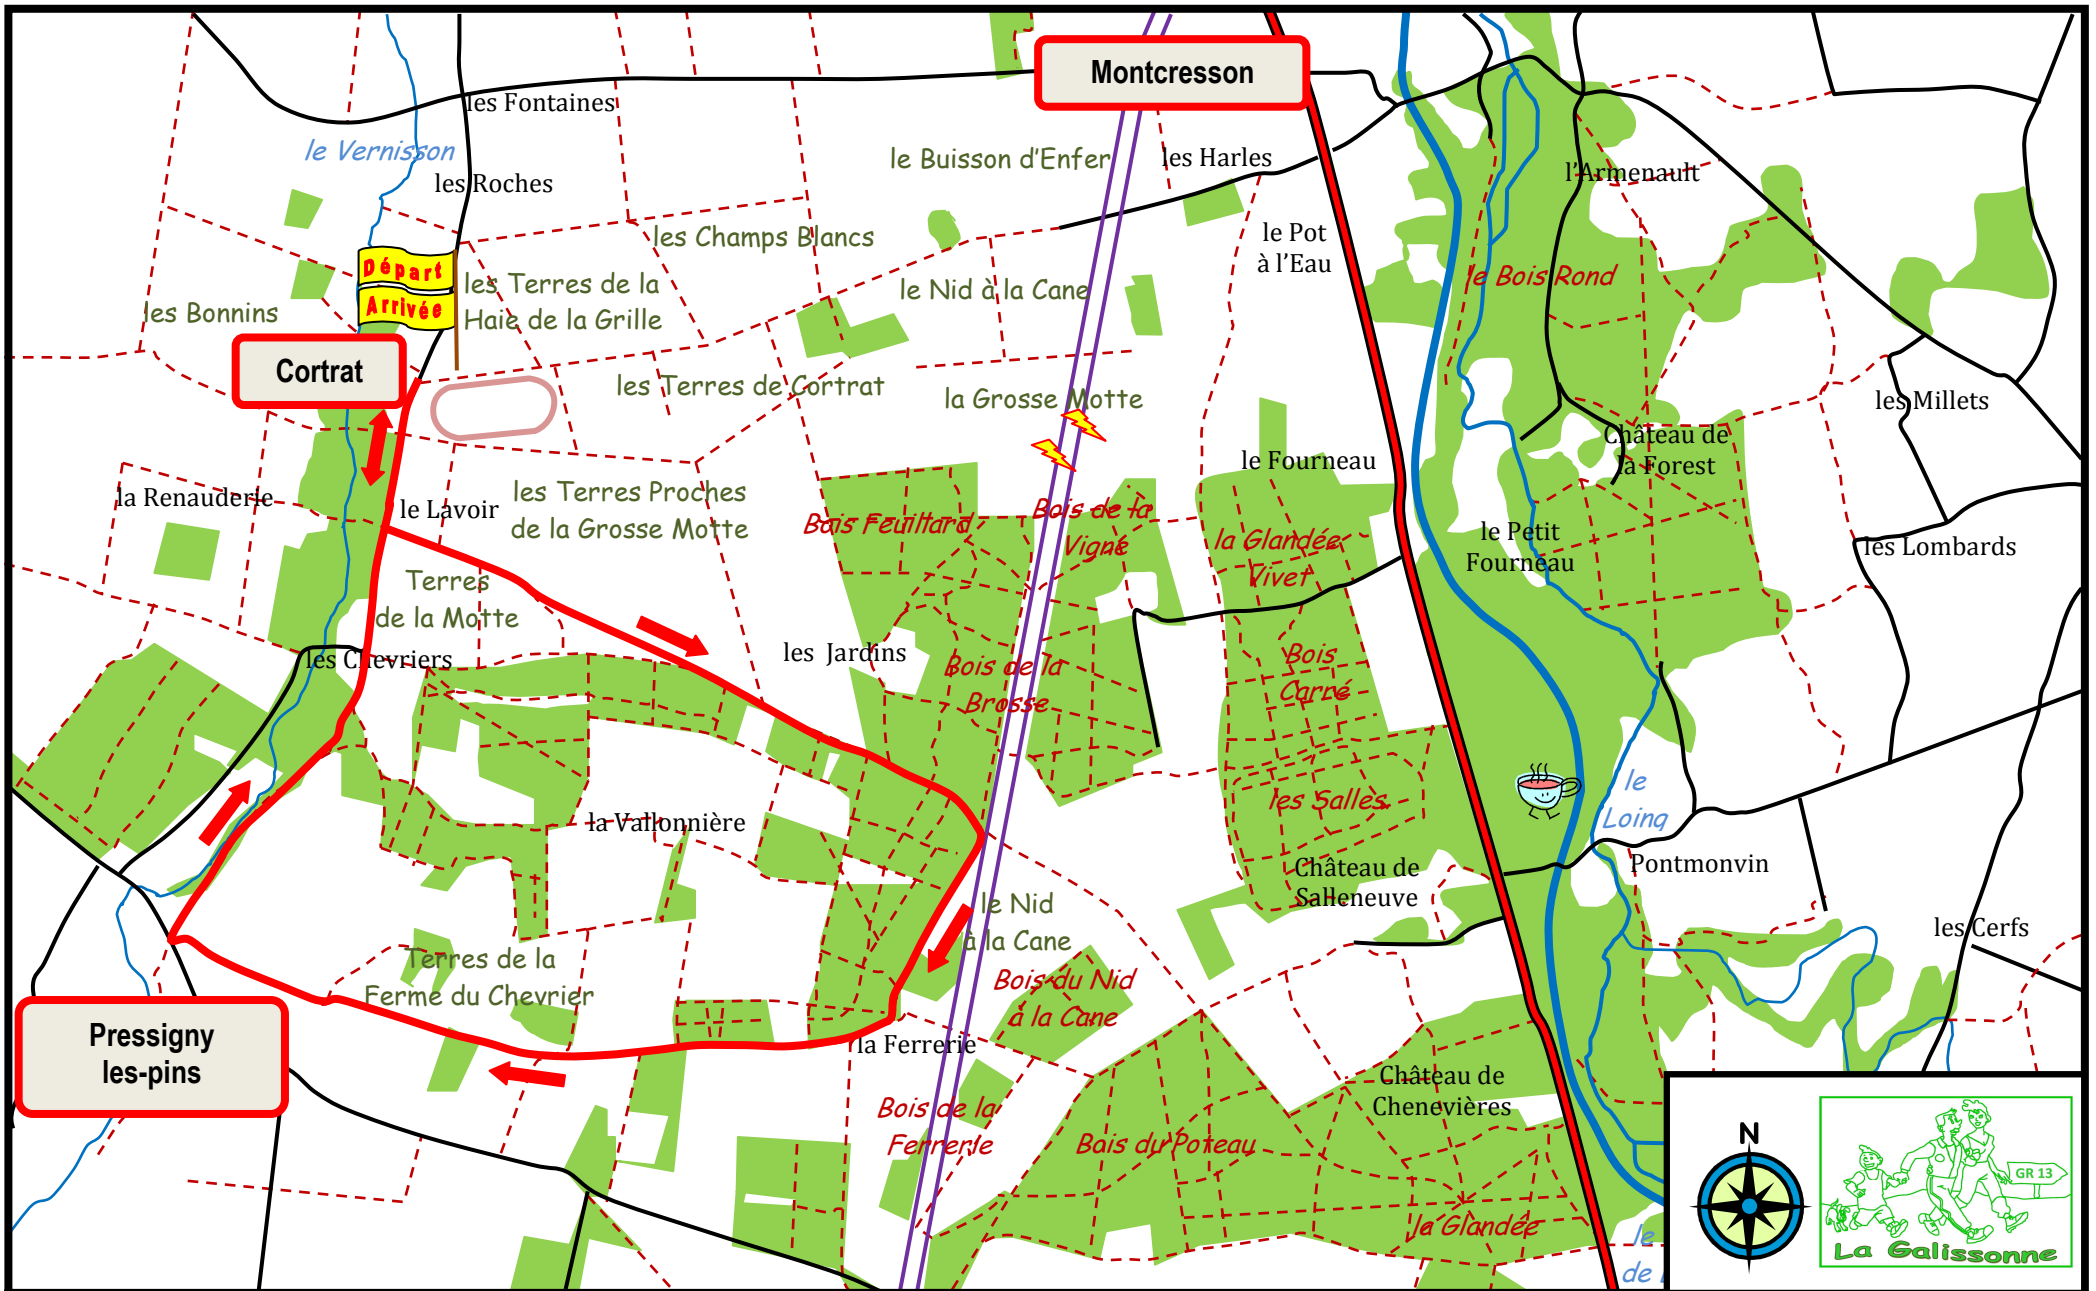 Montcresson
les Fontaines
le Vernisson
les Roches
le Buisson d'Enfer
les Harles
l'Armenault
les Champs Blancs
le Pot
à l'Eau
le Bois Rond
Départ
Arrivée
les Terres de la
Haie de la Grille
les Bonnins
le Nid à la Cane
Cortrat
les Terres de Cortrat
la Grosse Motte
les Millets
Château de
la Forest
le Fourneau
la Renauderie
le Lavoir
les Terres Proches
de la Grosse Motte
Bois Feuillard
Bois de la
Vigne
la Glandée
Vivet
le Petit
Fourneau
les Lombards
Terres
de la Motte
les Chevriers
les Jardins
Bois de la
Brosse
Bois
Carré
la Vallonnière
les Salles
le
Loing
Château de
Salleneuve
Pontmonvin
le Nid
à la Cane
les Cerfs
Terres de la
Ferme du Chevrier
Bois du Nid
à la Cane
Pressigny
les-pins
la Ferrerie
Château de
Chenevières
Bois de la
Ferrerie
Bois du Poteau
la Glandée
le
de
N
GR 13
La Galissonne